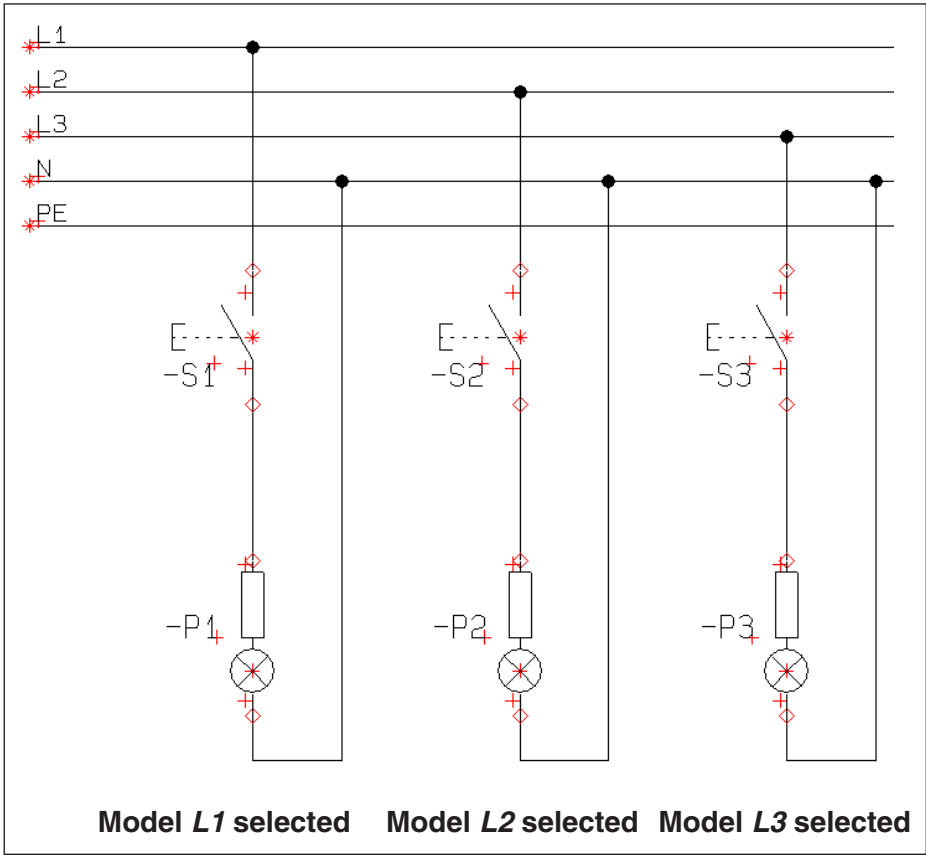 L1
L2
L3
N
PE
-S1 -S2 -S3
-P1 -P2 -P3
Model L1 selected Model L2 selected Model L3 selected